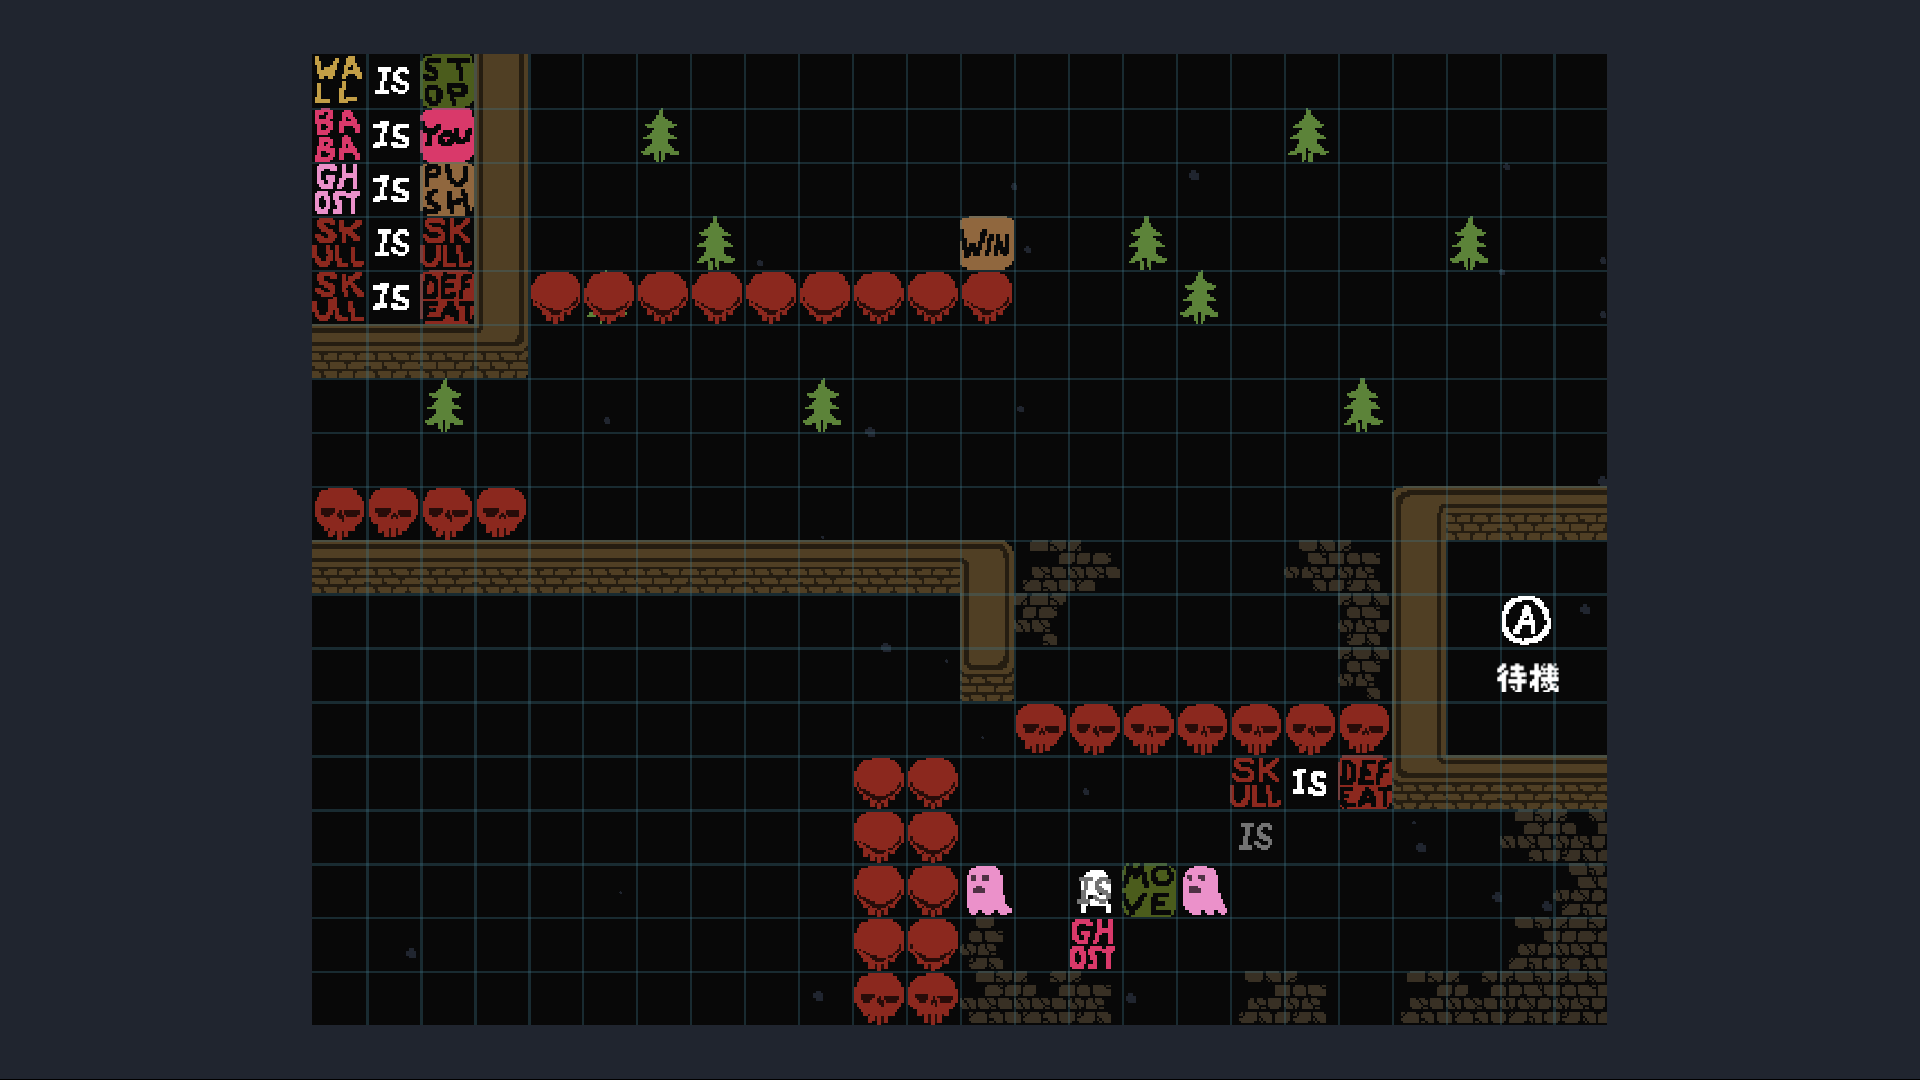 WALL IS STOP
BABA IS YOU
GHOST IS PUSH
SKULL IS SKULL
WIN
SKULL IS DEFEAT
A
待機
SKULL IS DEFEAT
IS
IS MOVE
GHOST